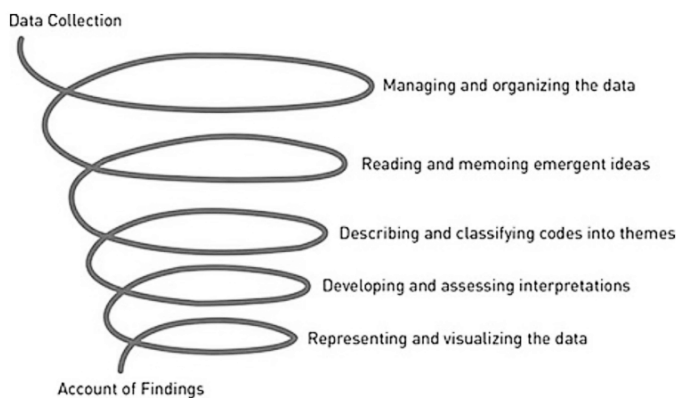 Data Collection
Managing and organizing the data
Reading and memoing emergent ideas
Describing and classifying codes into themes
Developing and assessing interpretations
Representing and visualizing the data
Account of Findings